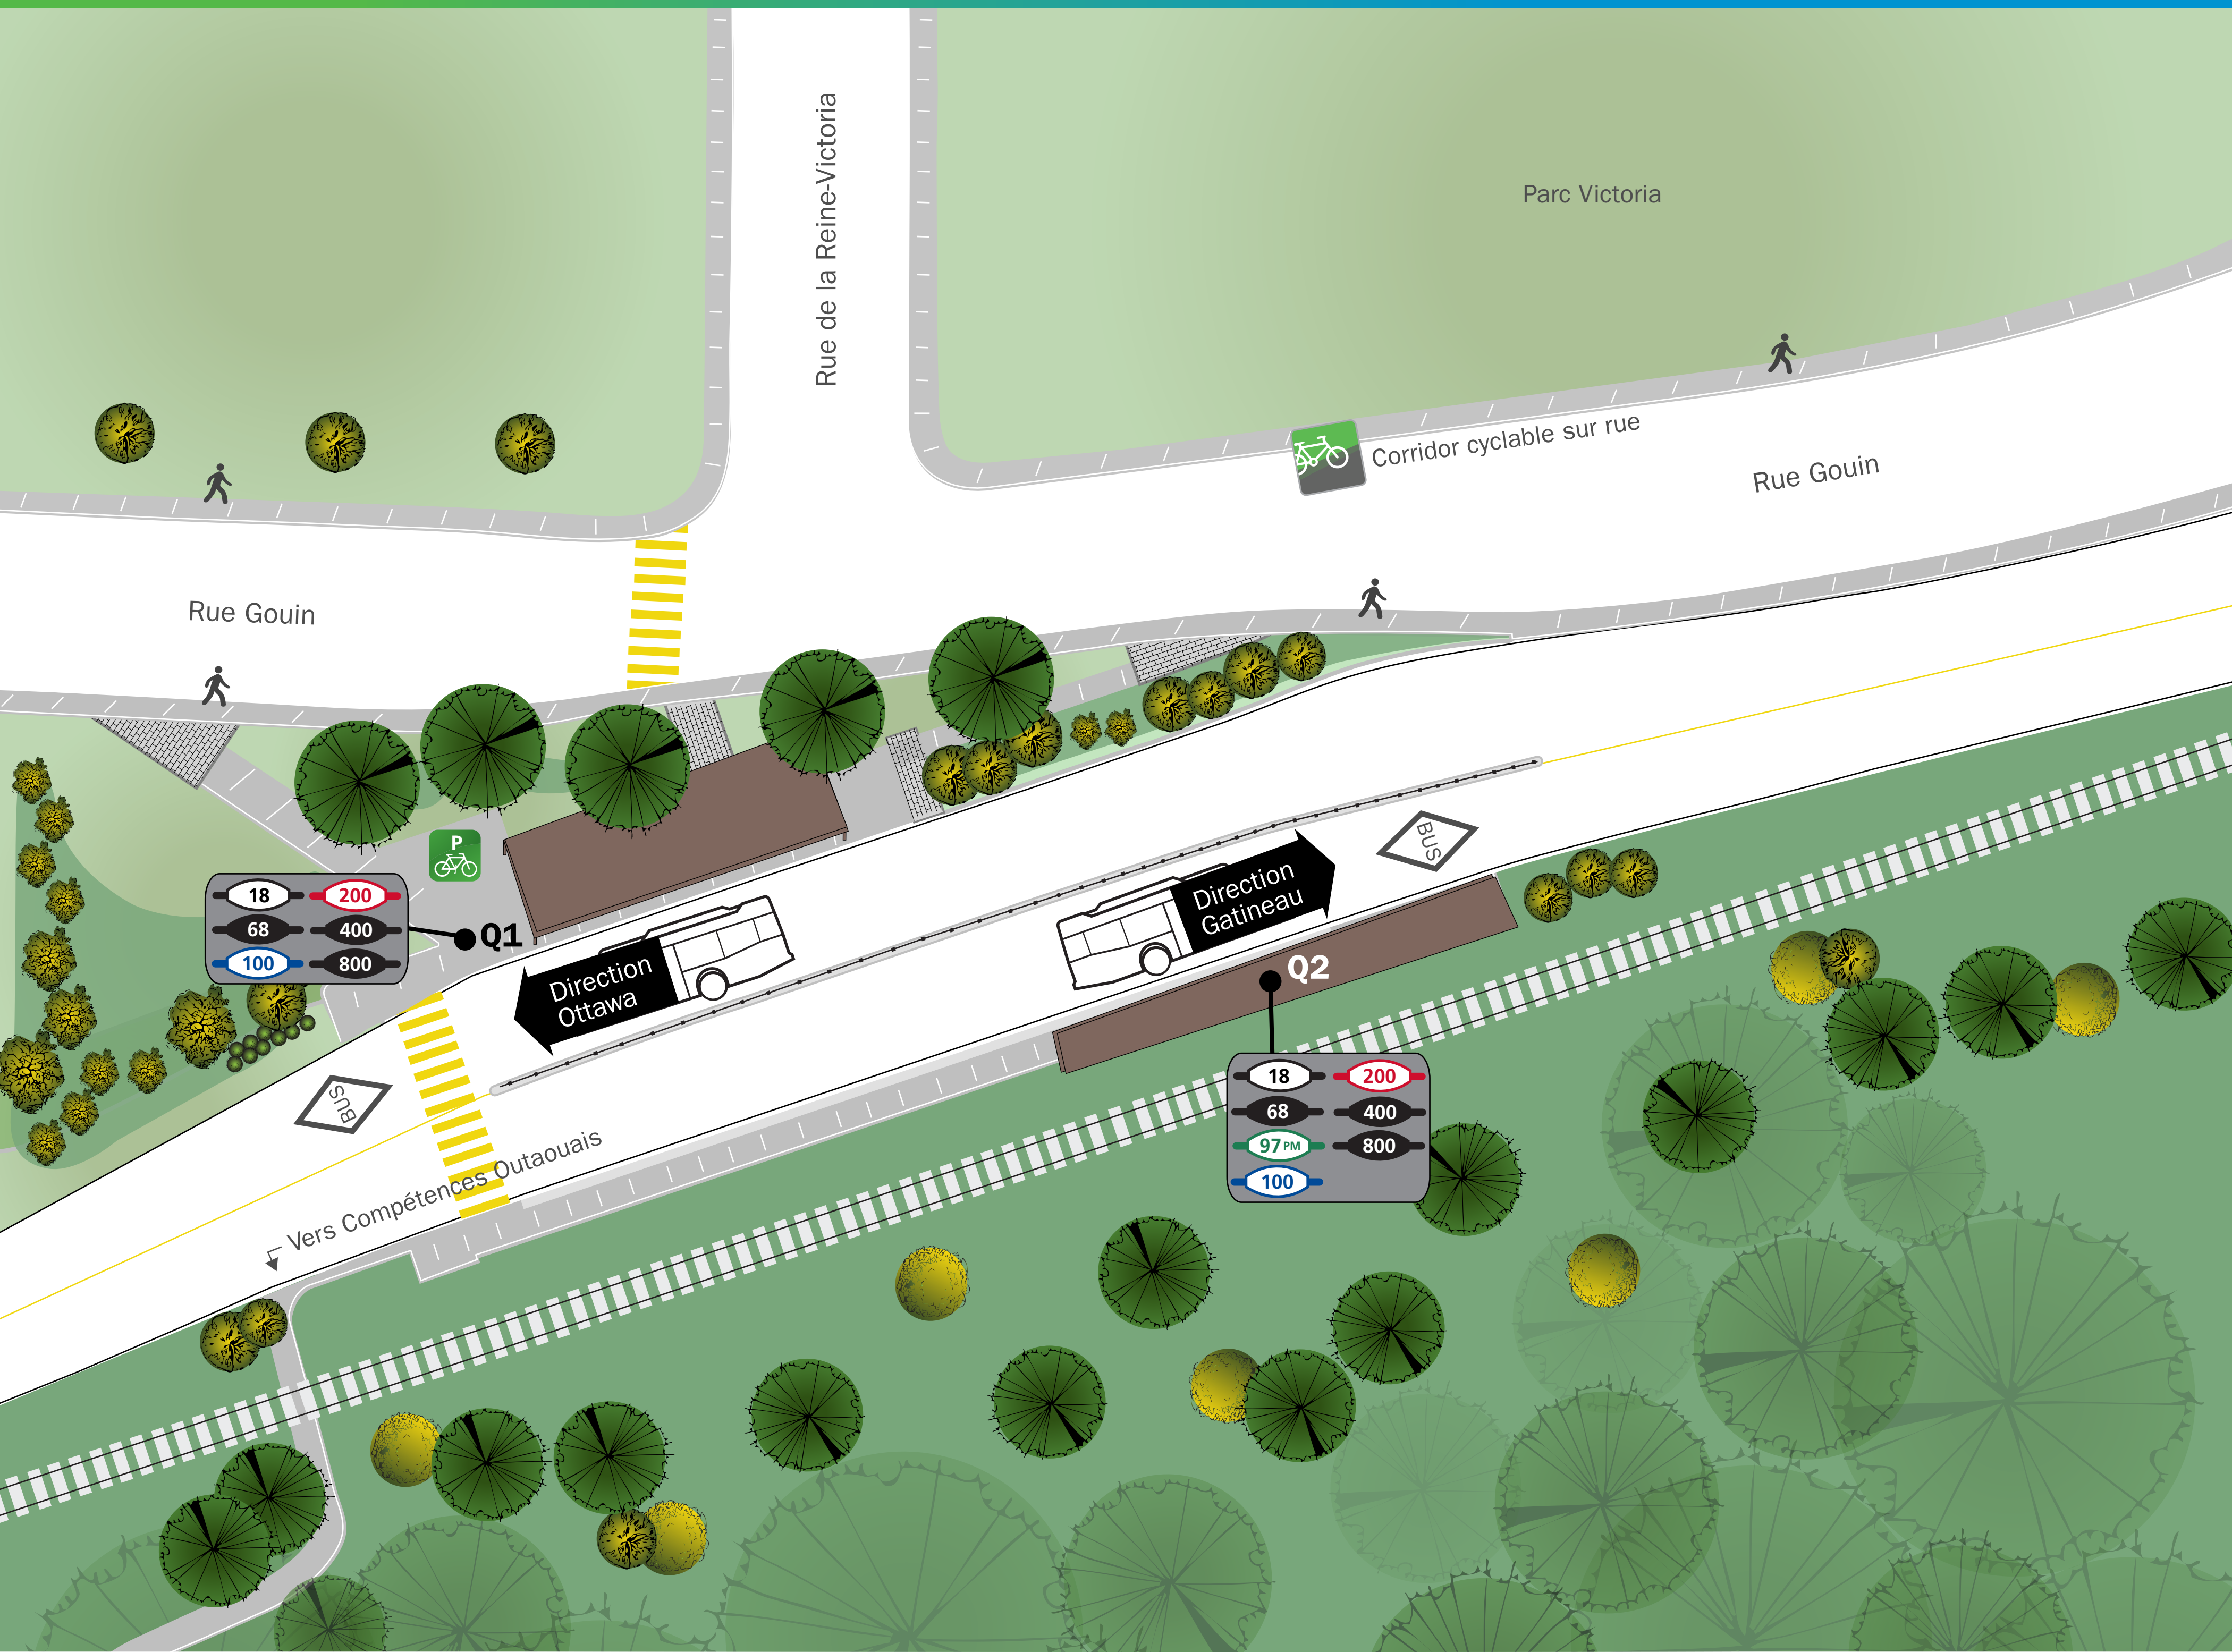 Rue de la Reine-Victoria
Parc Victoria
Corridor cyclable sur rue
Rue Gouin
Rue Gouin
P
18 200
68 400
100 800
Q1
Direction
Ottawa
Direction
Gatineau
BUS
Q2
18 200
68 400
97PM 800
100
BUS
Vers Compétences Outaouais